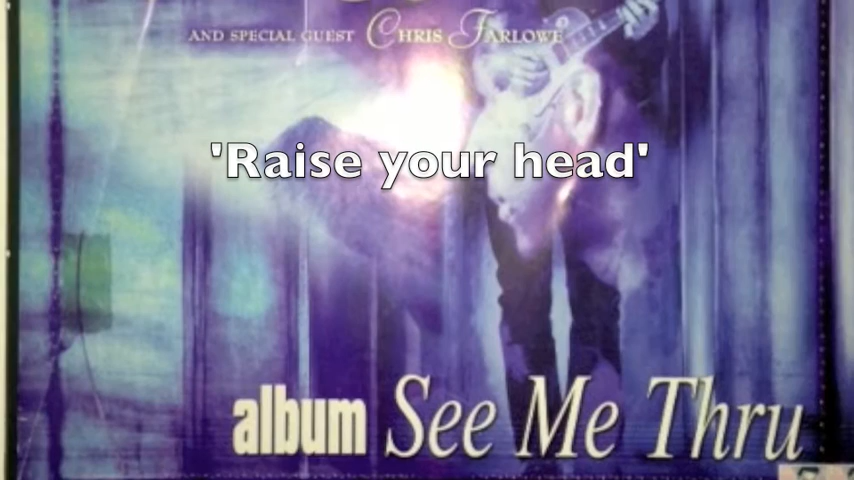 AND SPECIAL GUEST CHRIS FARLOWE
'Raise your head'
album See Me Thru